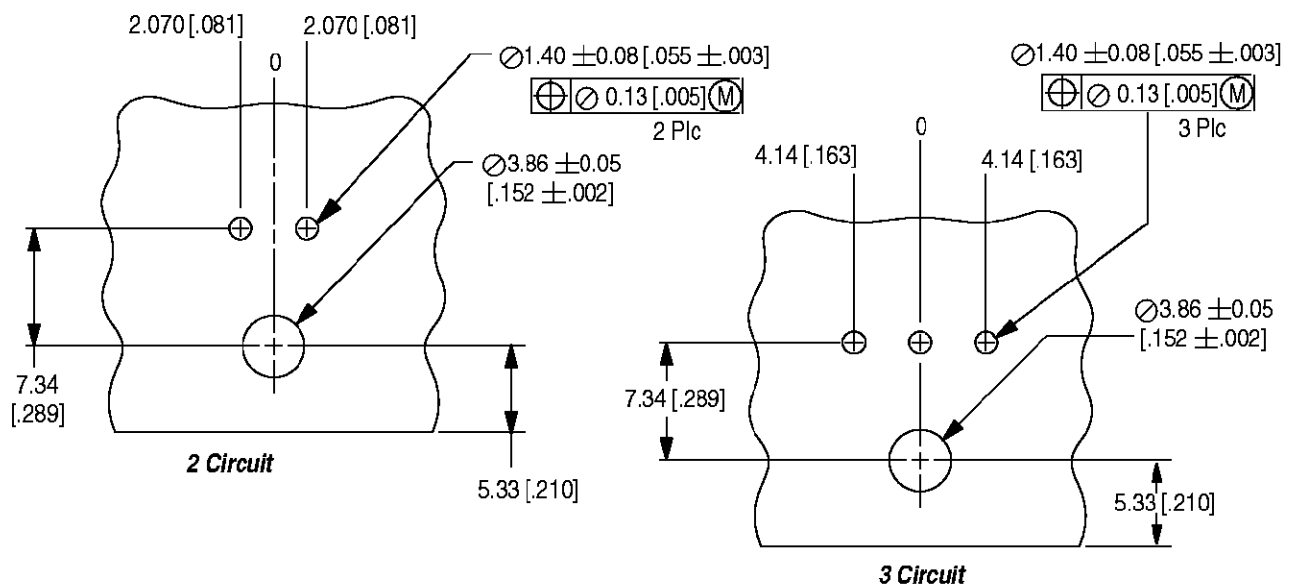 2.070 [.081] 2.070 [.081]
0
∅1.40 ±0.08 [.055 ±.003]
⌖ ∅ 0.13 [.005] Ⓜ
2 Plc
∅3.86 ±0.05
[.152 ±.002]
7.34
[.289]
5.33 [.210]
2 Circuit
∅1.40 ±0.08 [.055 ±.003]
⌖ ∅ 0.13 [.005] Ⓜ
3 Plc
0
4.14 [.163] 4.14 [.163]
∅3.86 ±0.05
[.152 ±.002]
7.34 [.289]
5.33 [.210]
3 Circuit